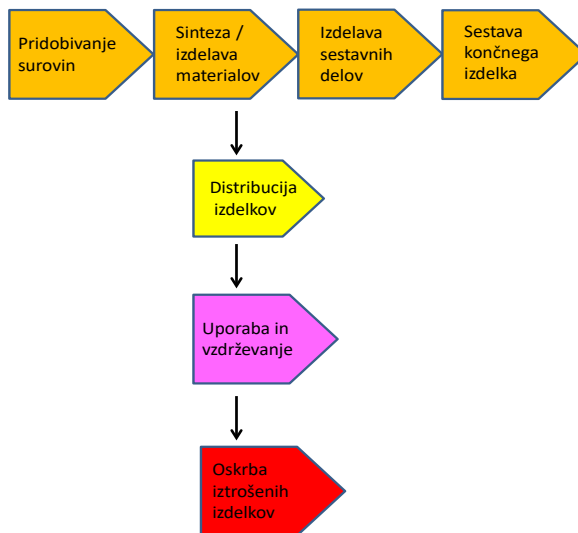 Pridobivanje
surovin
Sinteza /
izdelava
materialov
Izdelava
sestavnih
delov
Sestava
končnega
izdelka
Distribucija
izdelkov
Uporaba in
vzdrževanje
Oskrba
iztrošenih
izdelkov